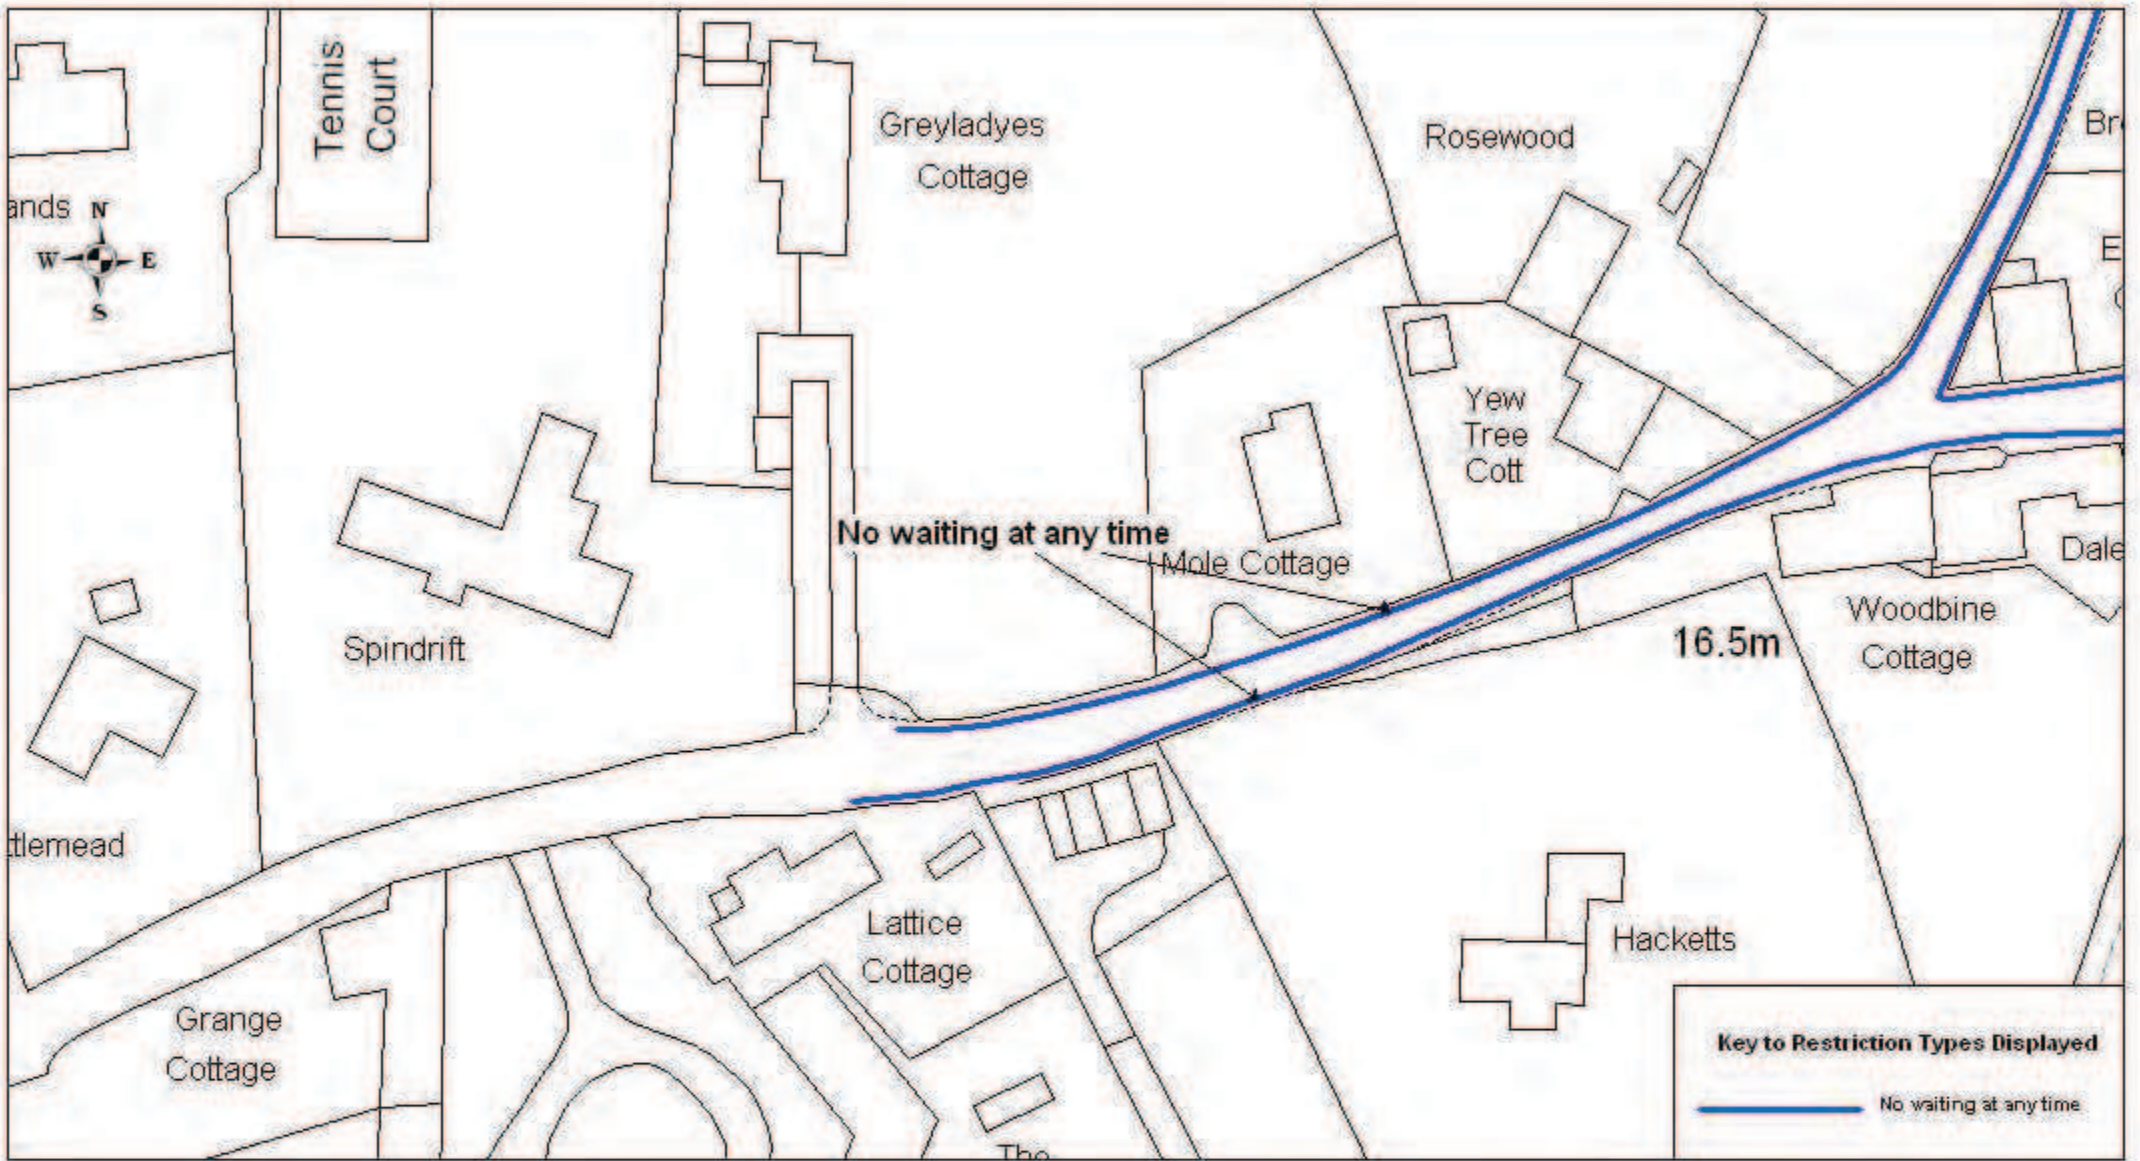 Tennis
Court
Greyladyes
Cottage
Rosewood
Br
ands
N
W E
S
E
Yew
Tree
Cott
No waiting at any time
Mole Cottage
Dale
Woodbine
Cottage
16.5m
Spindrift
tlemead
Lattice
Cottage
Hacketts
Grange
Cottage
The
Key to Restriction Types Displayed
No waiting at any time